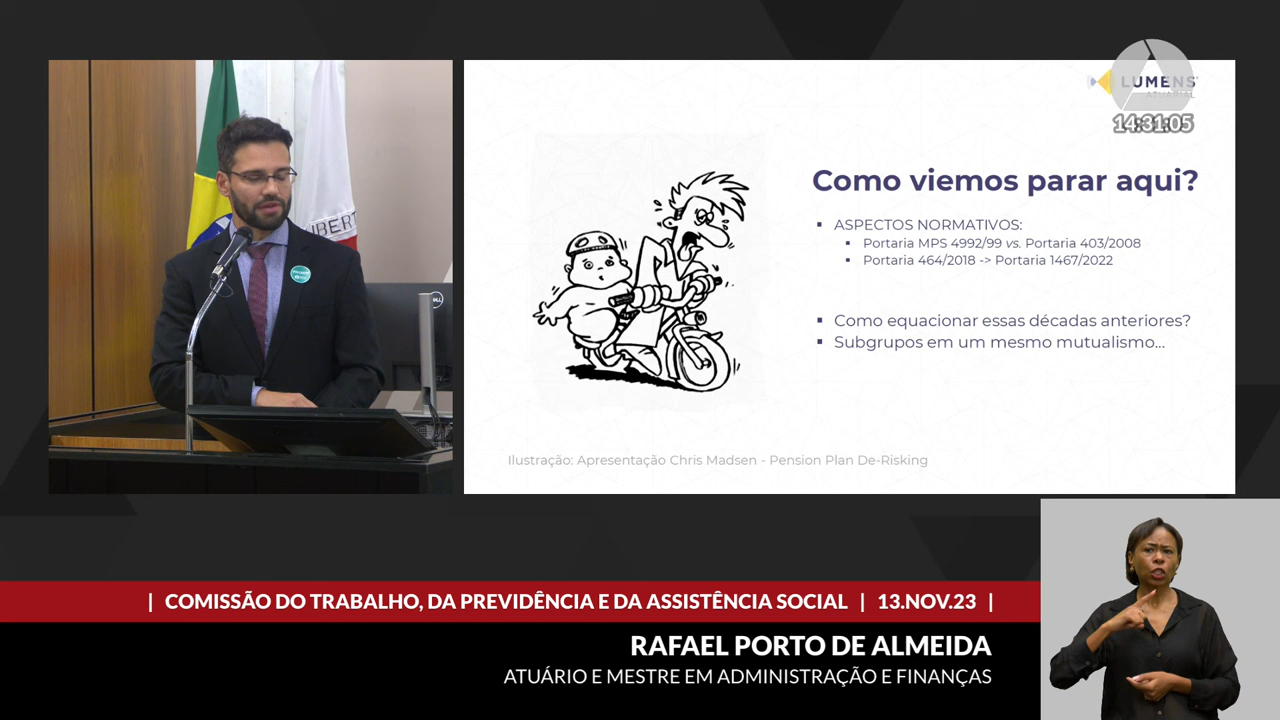 LUMENS
ATUARIAL
14:31:05
IBERT
DELL
Como viemos parar aqui?
▪ ASPECTOS NORMATIVOS:
▪ Portaria MPS 4992/99 vs. Portaria 403/2008
▪ Portaria 464/2018 -> Portaria 1467/2022
▪ Como equacionar essas décadas anteriores?
▪ Subgrupos em um mesmo mutualismo...
Ilustração: Apresentação Chris Madsen - Pension Plan De-Risking
| COMISSÃO DO TRABALHO, DA PREVIDÊNCIA E DA ASSISTÊNCIA SOCIAL | 13.NOV.23 |
RAFAEL PORTO DE ALMEIDA
ATUÁRIO E MESTRE EM ADMINISTRAÇÃO E FINANÇAS